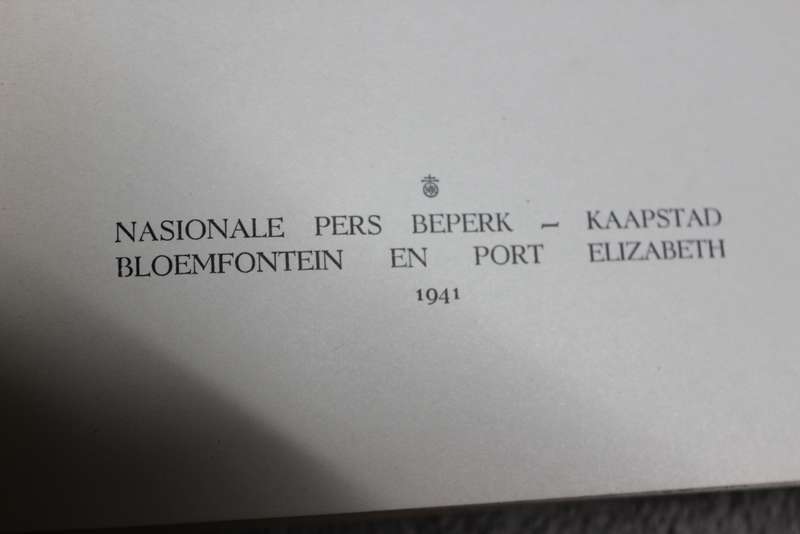 NASIONALE PERS BEPERK – KAAPSTAD
BLOEMFONTEIN EN PORT ELIZABETH
1941